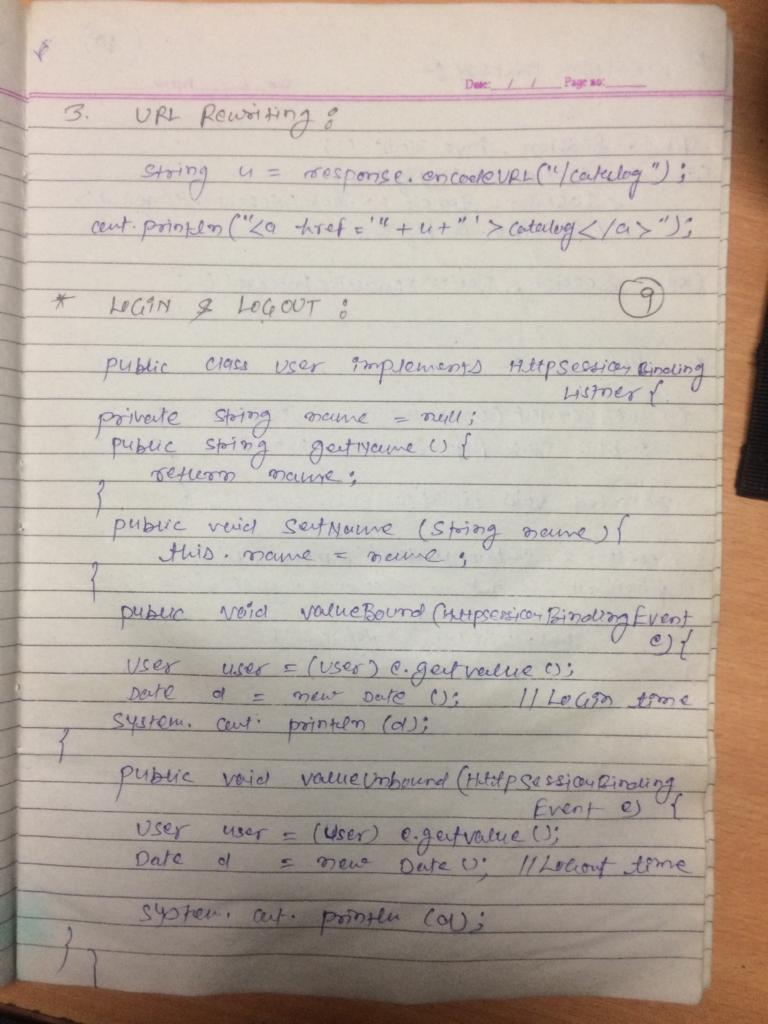 Date: / / Page no:
3. URL Rewriting :
String u = response.encodeURL("/catalog");
out.println("<a href='" + u + "'>catalog</a>");
* LOGIN & LOGOUT :
9
public class User implements HttpSessionBinding
Listner {
private String name = null;
public String getName () {
return name;
}
public void SetName (String name) {
this.name = name;
}
public void valueBound (HttpSessionBindingEvent
e) {
User user = (User) e.getvalue ();
Date d = new Date (); // LoGin time
System.out.println (d);
}
public void valueUnbound (HttpSessionBinding
Event e) {
User user = (User) e.getvalue ();
Date d = new Date (); // Logout time
System.out.println (d);
} }